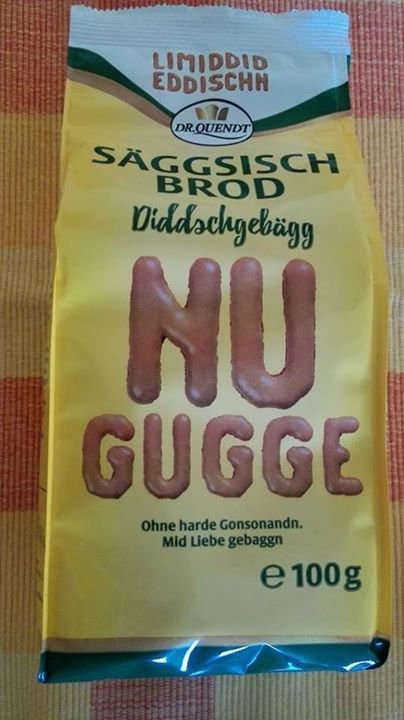 LIMIDDID
EDDISCHN
DR.QUENDT
SÄGGSISCH
BROD
Diddschgebägg
NU
GUGGE
Ohne harde Gonsonandn.
Mid Liebe gebaggn
e 100g